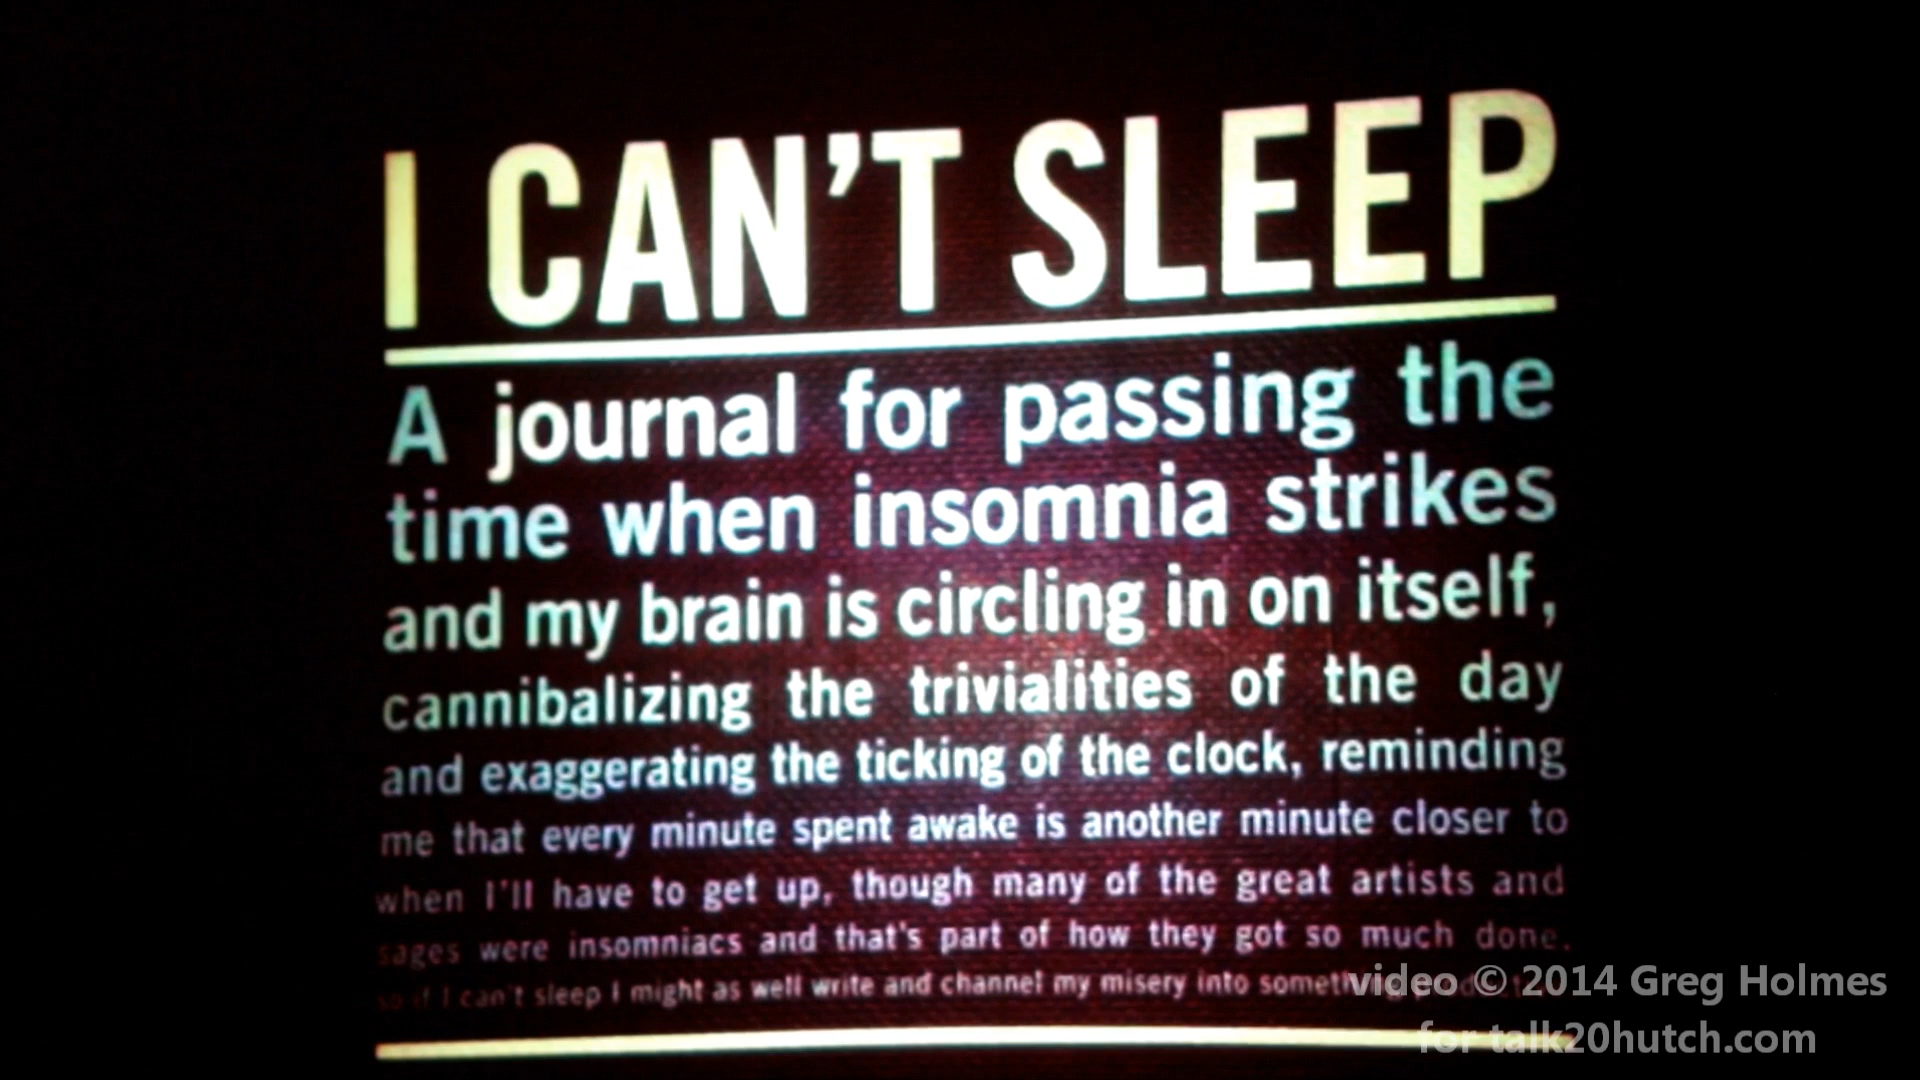 I CAN'T SLEEP
A journal for passing the
time when insomnia strikes
and my brain is circling in on itself,
cannibalizing the trivialities of the day
and exaggerating the ticking of the clock, reminding
me that every minute spent awake is another minute closer to
when I'll have to get up, though many of the great artists and
sages were insomniacs and that's part of how they got so much done.
so if I can't sleep I might as well write and channel my misery into
video © 2014 Greg Holmes
for talk20hutch.com